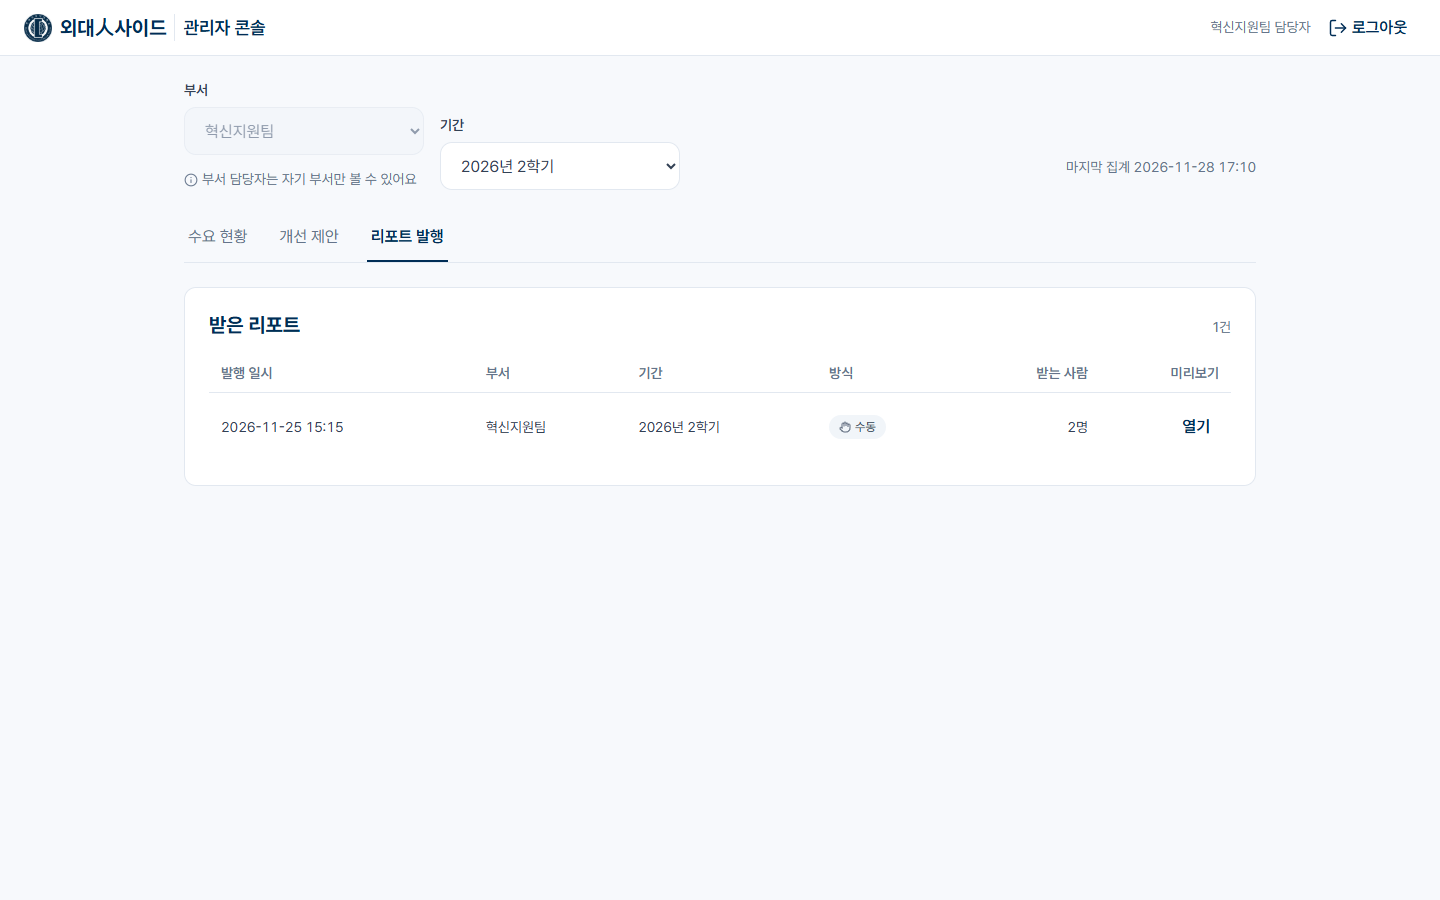 외대人사이드 관리자 콘솔
혁신지원팀 담당자 로그아웃
부서
혁신지원팀
부서 담당자는 자기 부서만 볼 수 있어요
기간
2026년 2학기
마지막 집계 2026-11-28 17:10
수요 현황 개선 제안 리포트 발행
받은 리포트 1건
발행 일시 부서 기간 방식 받는 사람 미리보기
2026-11-25 15:15 혁신지원팀 2026년 2학기 수동 2명 열기